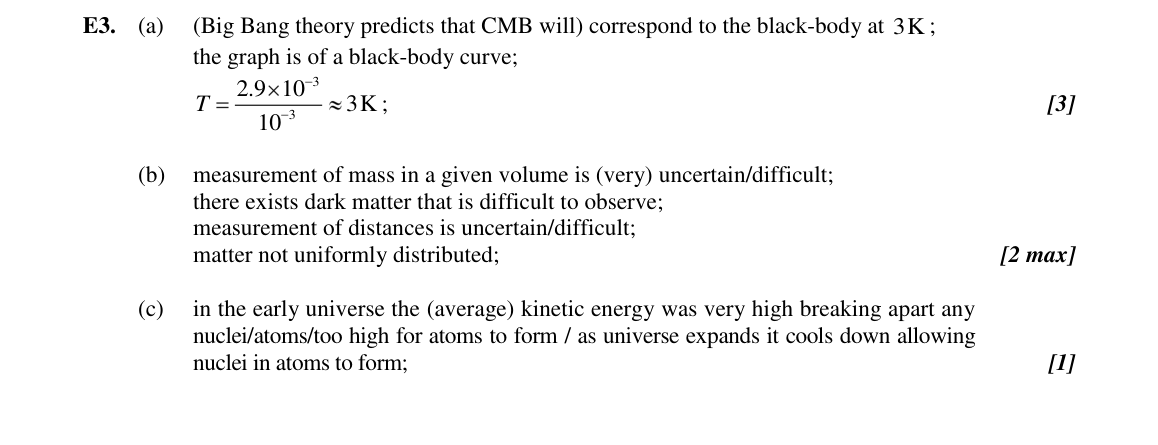 E3. (a) (Big Bang theory predicts that CMB will) correspond to the black-body at 3 K ;
the graph is of a black-body curve;
T = 2.9×10⁻³ / 10⁻³ ≈ 3 K ; [3]
(b) measurement of mass in a given volume is (very) uncertain/difficult;
there exists dark matter that is difficult to observe;
measurement of distances is uncertain/difficult;
matter not uniformly distributed; [2 max]
(c) in the early universe the (average) kinetic energy was very high breaking apart any
nuclei/atoms/too high for atoms to form / as universe expands it cools down allowing
nuclei in atoms to form; [1]